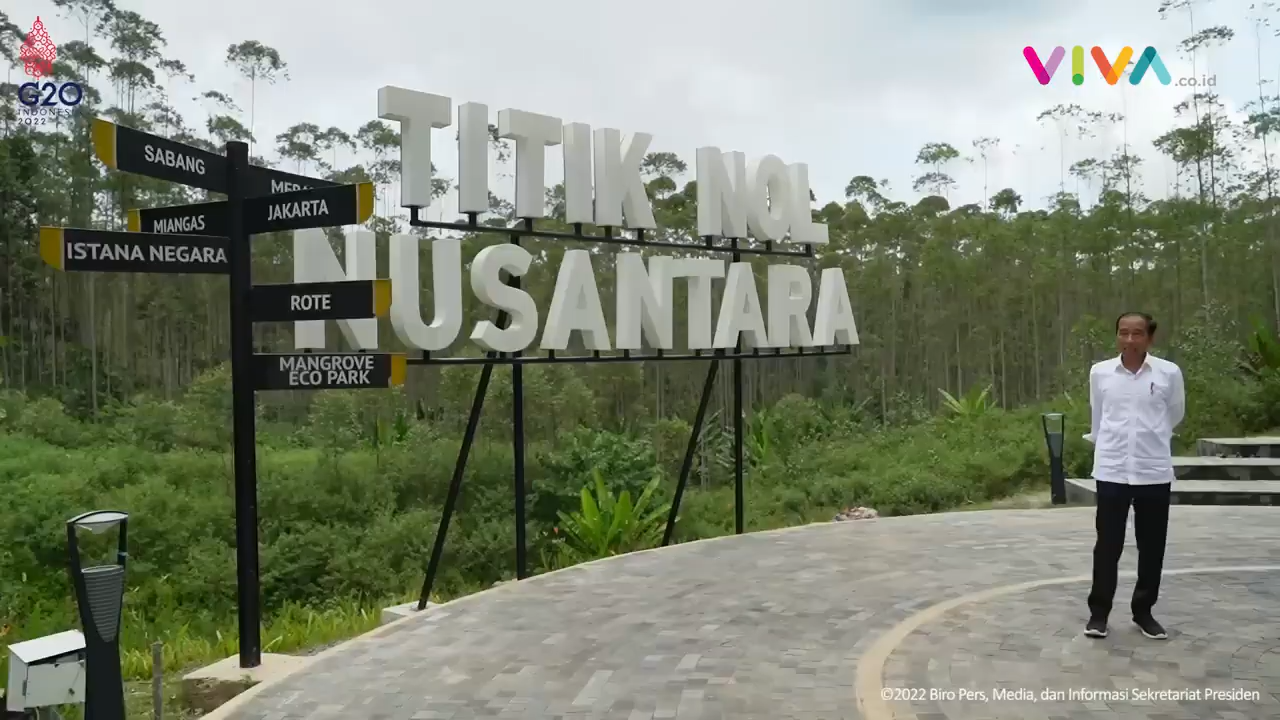 G20
INDONESIA
2022
VIVA.co.id
TITIK NOL
NUSANTARA
SABANG
JAKARTA
MIANGAS
ISTANA NEGARA
ROTE
MANGROVE
ECO PARK
©2022 Biro Pers, Media, dan Informasi Sekretariat Presiden